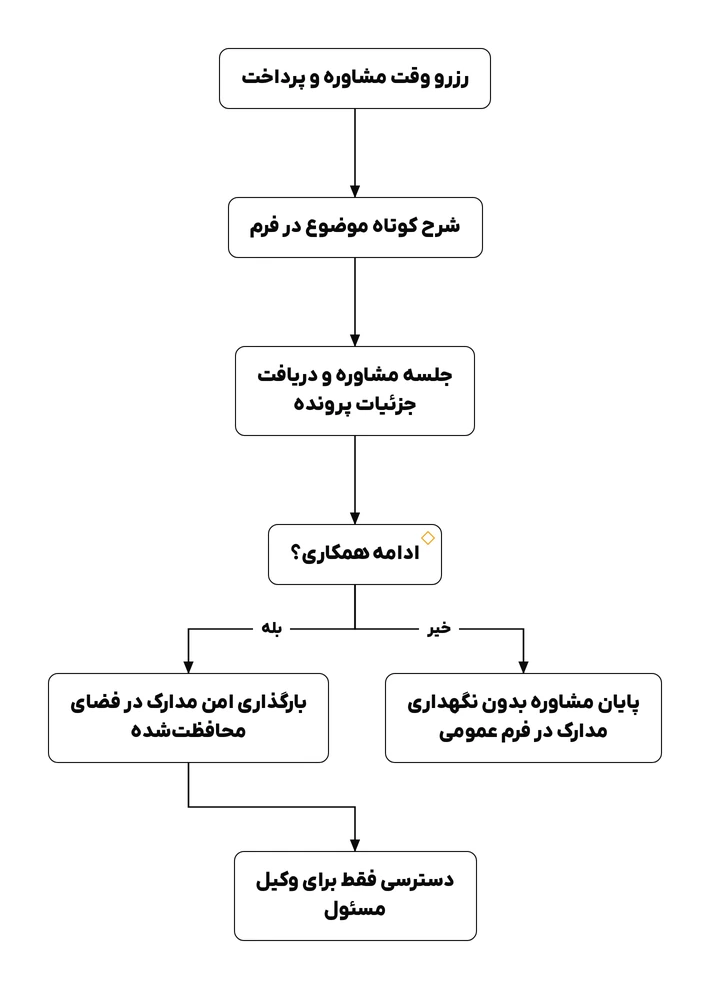 رزرو وقت مشاوره و پرداخت
شرح کوتاه موضوع در فرم
جلسه مشاوره و دریافت
جزئیات پرونده
ادامه همکاری؟
خیر
بله
پایان مشاوره بدون نگهداری
مدارک در فرم عمومی
بارگذاری امن مدارک در فضای
محافظت‌شده
دسترسی فقط برای وکیل
مسئول